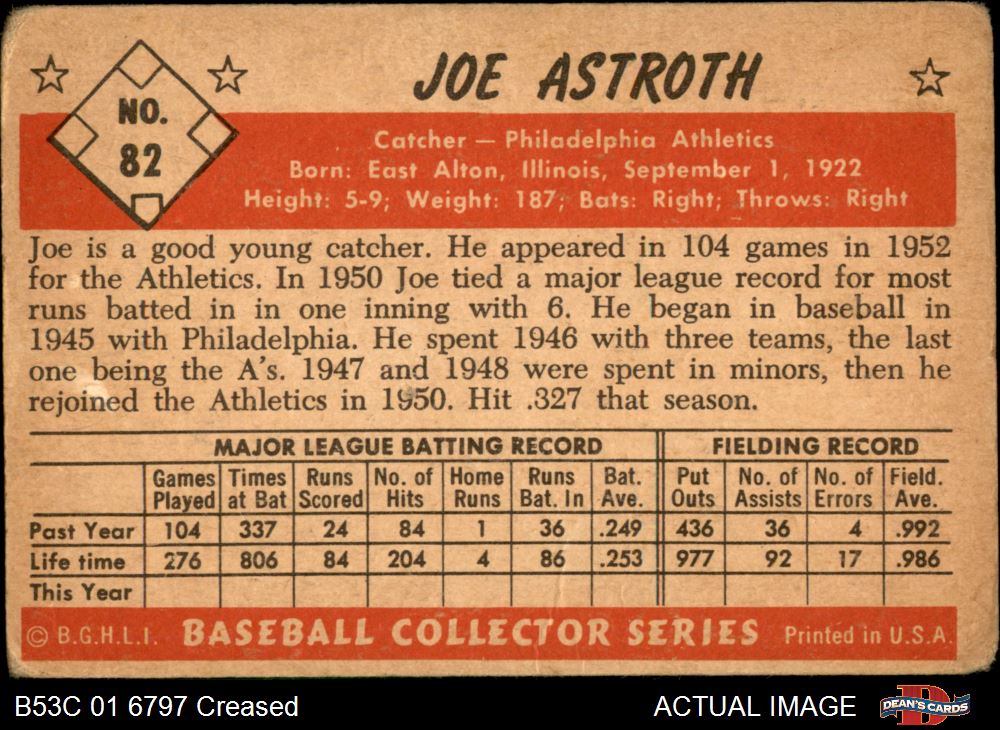 JOE ASTROTH
NO.
82
Catcher — Philadelphia Athletics
Born: East Alton, Illinois, September 1, 1922
Height: 5-9; Weight: 187; Bats: Right; Throws: Right
Joe is a good young catcher. He appeared in 104 games in 1952
for the Athletics. In 1950 Joe tied a major league record for most
runs batted in in one inning with 6. He began in baseball in
1945 with Philadelphia. He spent 1946 with three teams, the last
one being the A's. 1947 and 1948 were spent in minors, then he
rejoined the Athletics in 1950. Hit .327 that season.
MAJOR LEAGUE BATTING RECORD FIELDING RECORD
Games Times Runs No. of Home Runs Bat. Put No. of No. of Field.
Played at Bat Scored Hits Runs Bat. In Ave. Outs Assists Errors Ave.
Past Year 104 337 24 84 1 36 .249 436 36 4 .992
Life time 276 806 84 204 4 86 .253 977 92 17 .986
This Year
© B.G.H.L.I. BASEBALL COLLECTOR SERIES Printed in U.S.A.
B53C 01 6797 Creased ACTUAL IMAGE D DEAN'S CARDS